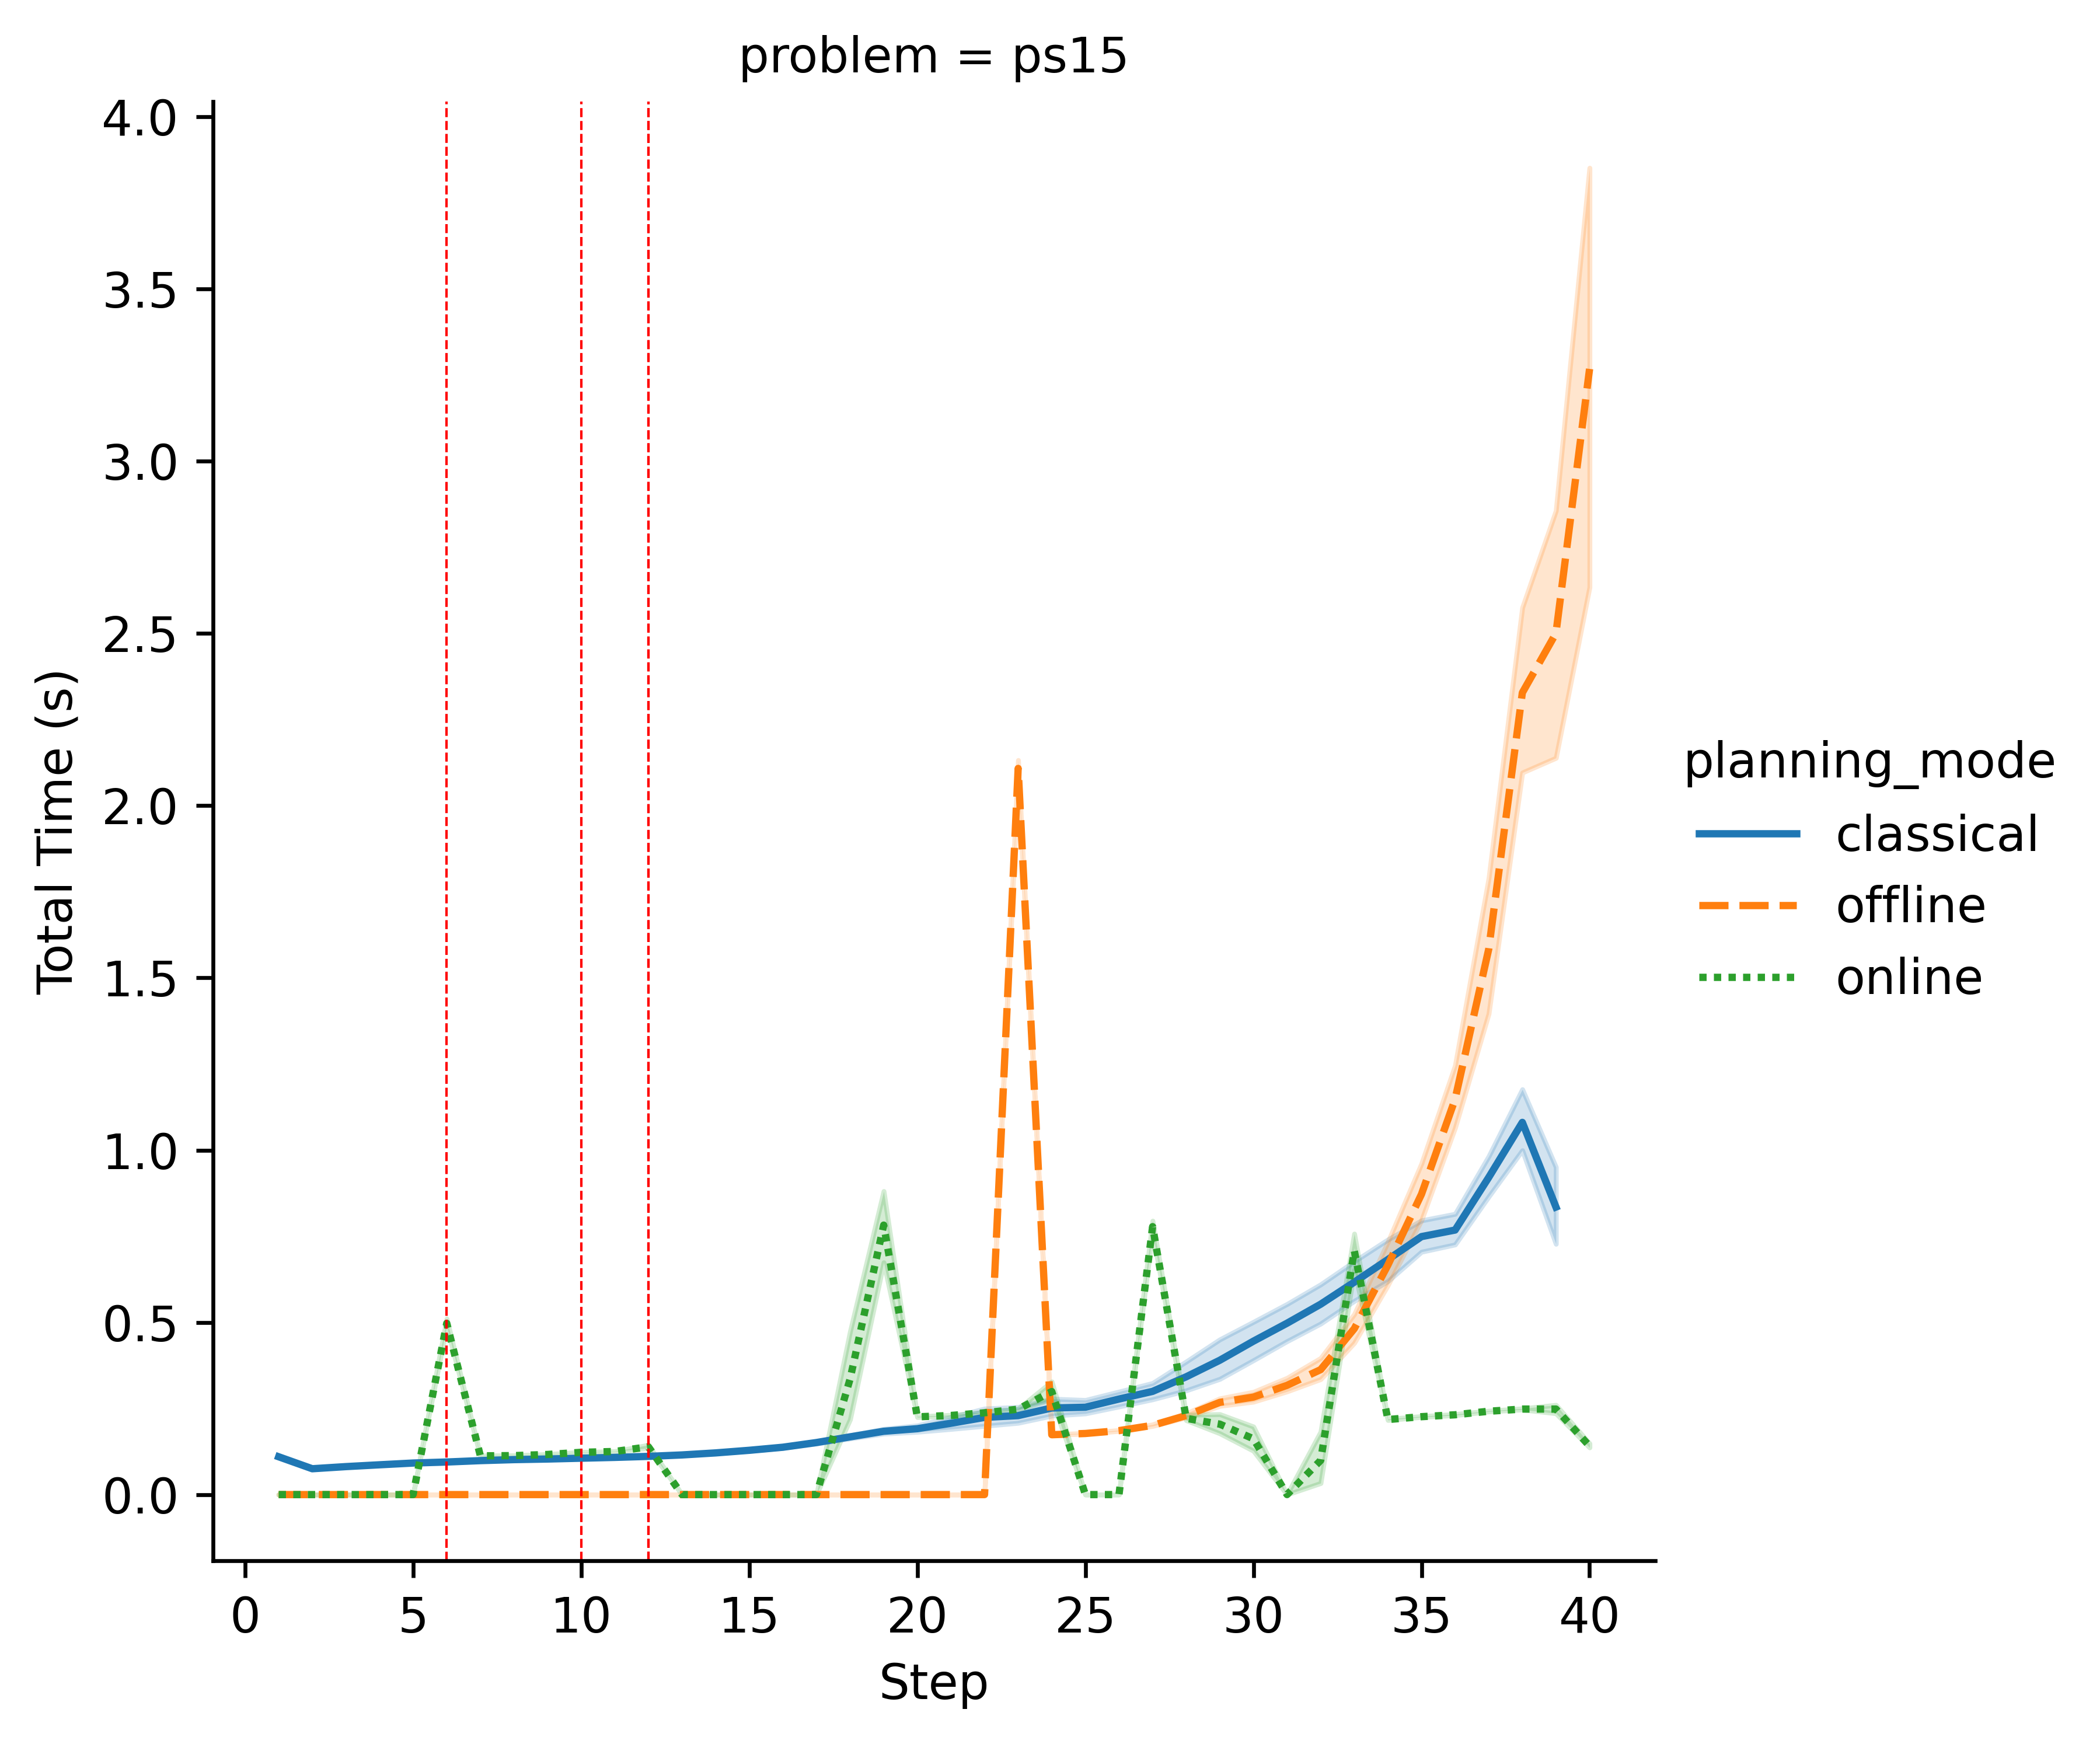 problem = ps15
4.0
3.5
3.0
2.5
2.0
1.5
1.0
0.5
0.0
Total Time (s)
0 5 10 15 20 25 30 35 40
Step
planning_mode
classical
offline
online